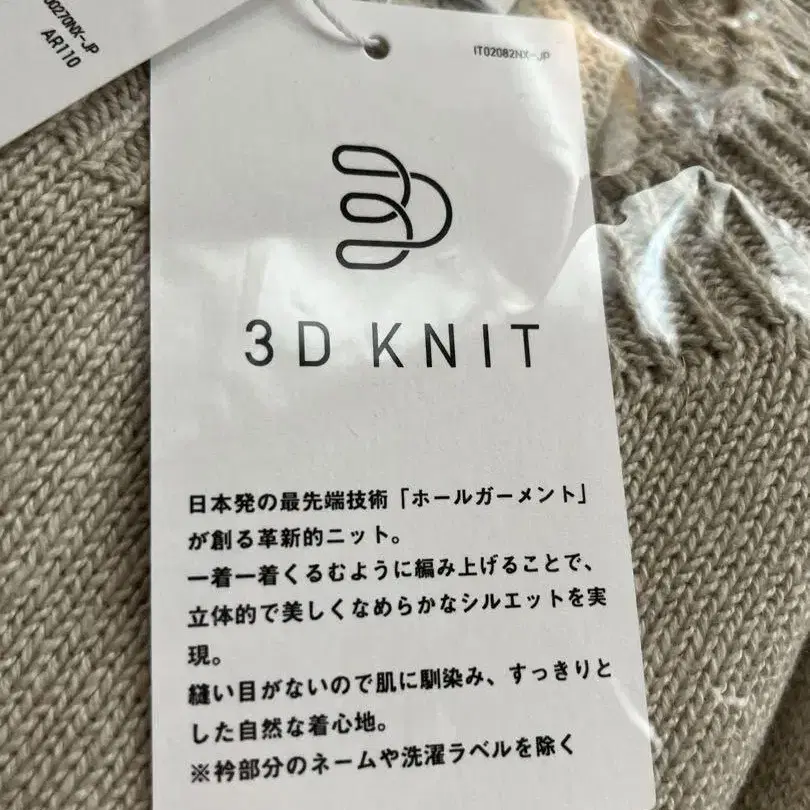 00270NX-JP
AR110
IT02082NX-JP
3D KNIT
日本発の最先端技術「ホールガーメント」
が創る革新的ニット。
一着一着くるむように編み上げることで、
立体的で美しくなめらかなシルエットを実
現。
縫い目がないので肌に馴染み、すっきりと
した自然な着心地。
※衿部分のネームや洗濯ラベルを除く